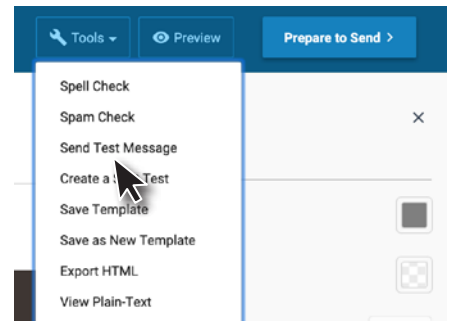 Tools
Preview
Prepare to Send >
Spell Check
Spam Check
Send Test Message
Create a Test
Save Template
Save as New Template
Export HTML
View Plain-Text